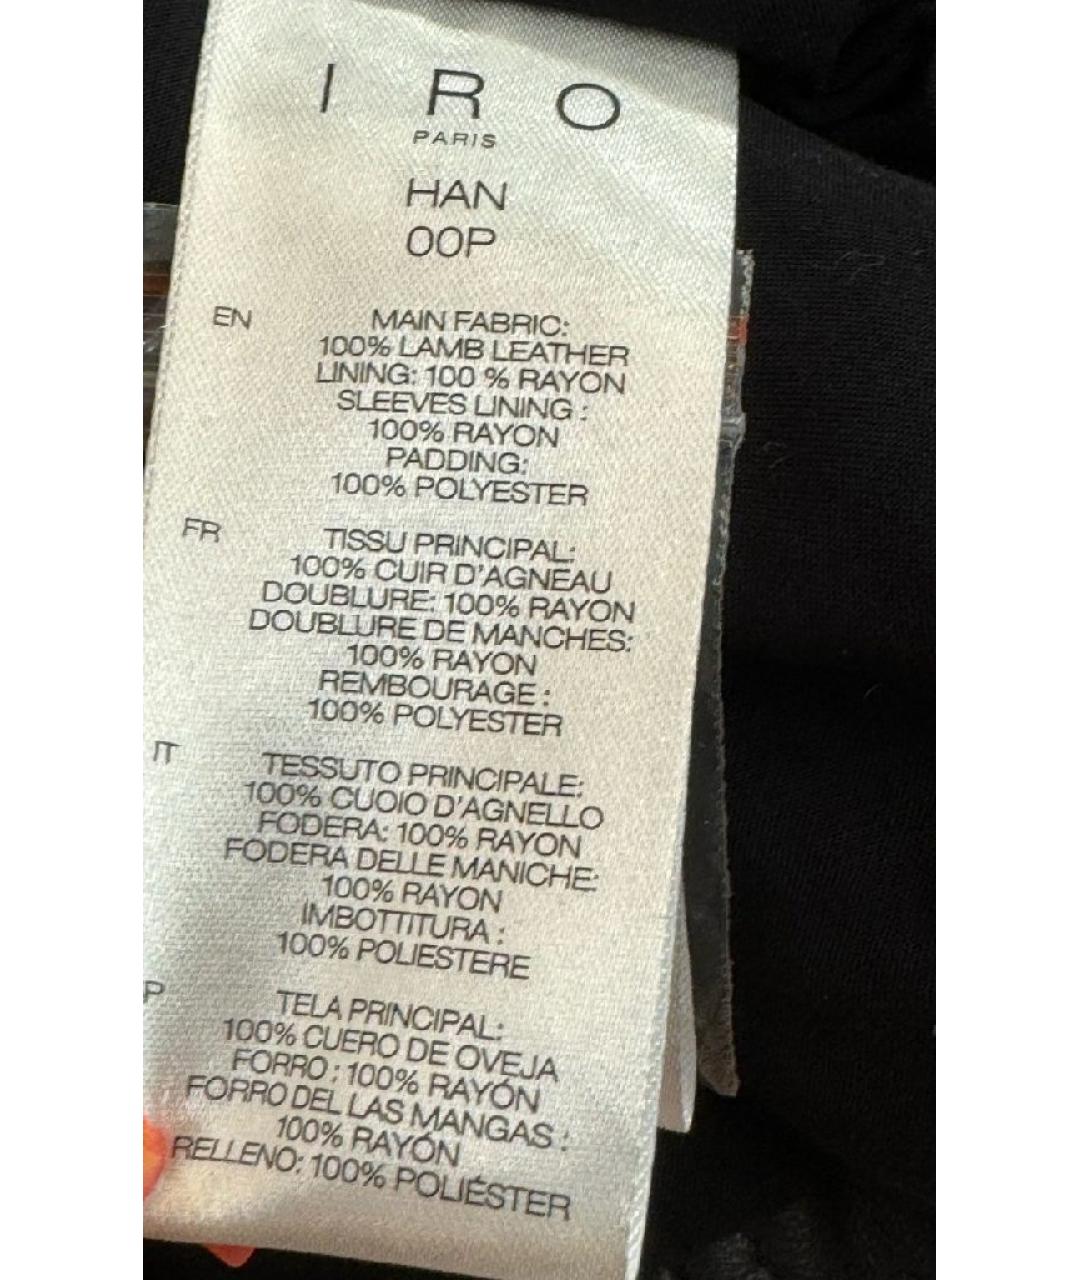 I R O
PARIS
HAN
00P
EN
MAIN FABRIC:
100% LAMB LEATHER
LINING: 100 % RAYON
SLEEVES LINING :
100% RAYON
PADDING:
100% POLYESTER
FR
TISSU PRINCIPAL:
100% CUIR D'AGNEAU
DOUBLURE: 100% RAYON
DOUBLURE DE MANCHES:
100% RAYON
REMBOURAGE :
100% POLYESTER
IT
TESSUTO PRINCIPALE:
100% CUOIO D'AGNELLO
FODERA: 100% RAYON
FODERA DELLE MANICHE:
100% RAYON
IMBOTTITURA :
100% POLIESTERE
P
TELA PRINCIPAL:
100% CUERO DE OVEJA
FORRO : 100% RAYÓN
FORRO DEL LAS MANGAS :
100% RAYÓN
RELLENO: 100% POLIÉSTER